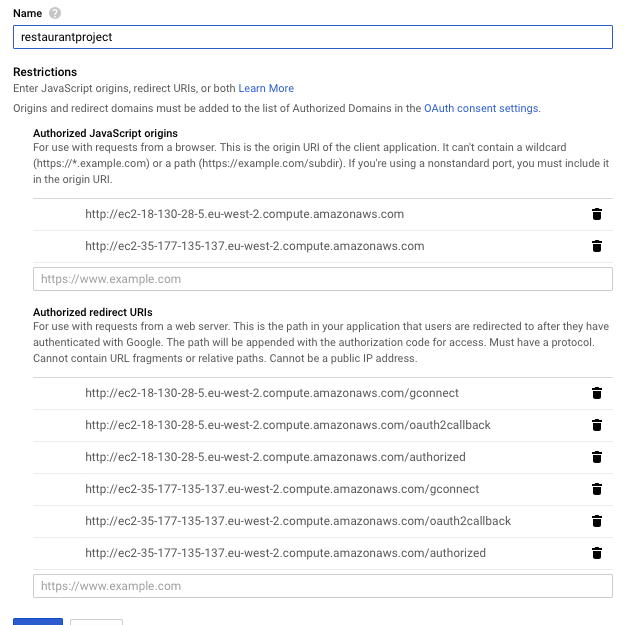 Name ?
restaurantproject
Restrictions
Enter JavaScript origins, redirect URIs, or both Learn More
Origins and redirect domains must be added to the list of Authorized Domains in the OAuth consent settings.
Authorized JavaScript origins
For use with requests from a browser. This is the origin URI of the client application. It can't contain a wildcard
(https://*.example.com) or a path (https://example.com/subdir). If you're using a nonstandard port, you must include it
in the origin URI.
http://ec2-18-130-28-5.eu-west-2.compute.amazonaws.com
http://ec2-35-177-135-137.eu-west-2.compute.amazonaws.com
https://www.example.com
Authorized redirect URIs
For use with requests from a web server. This is the path in your application that users are redirected to after they have
authenticated with Google. The path will be appended with the authorization code for access. Must have a protocol.
Cannot contain URL fragments or relative paths. Cannot be a public IP address.
http://ec2-18-130-28-5.eu-west-2.compute.amazonaws.com/gconnect
http://ec2-18-130-28-5.eu-west-2.compute.amazonaws.com/oauth2callback
http://ec2-18-130-28-5.eu-west-2.compute.amazonaws.com/authorized
http://ec2-35-177-135-137.eu-west-2.compute.amazonaws.com/gconnect
http://ec2-35-177-135-137.eu-west-2.compute.amazonaws.com/oauth2callback
http://ec2-35-177-135-137.eu-west-2.compute.amazonaws.com/authorized
https://www.example.com